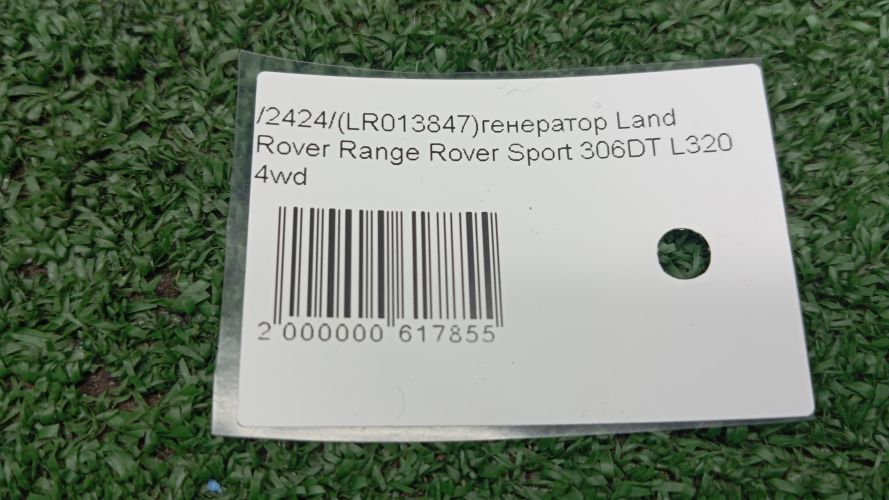 /2424/(LR013847)генератор Land
Rover Range Rover Sport 306DT L320
4wd
2 000000 617855